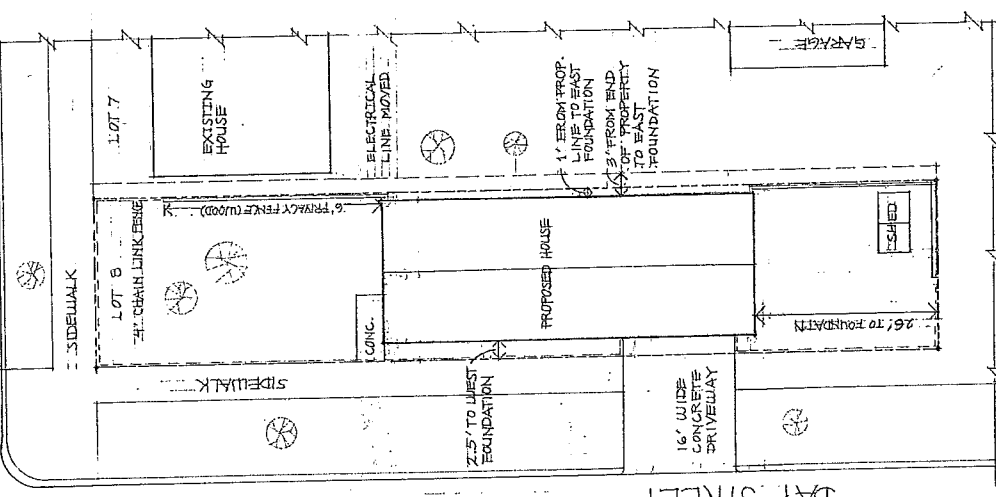 GARAGE
LOT 7
EXISTING
HOUSE
ELECTRICAL
LINE MOVED
1' FROM PROP.
LINE TO EAST
FOUNDATION
3' FROM END
OF PROPERTY
TO EAST
FOUNDATION
SIDEWALK
LOT 8
4' CHAIN LINK FENCE
6' PRIVACY FENCE (WOOD)
PROPOSED HOUSE
SHED
CONC.
26' TO FOUNDATN
SIDEWALK
2.5' TO WEST
FOUNDATION
16' WIDE
CONCRETE
DRIVEWAY
STREET